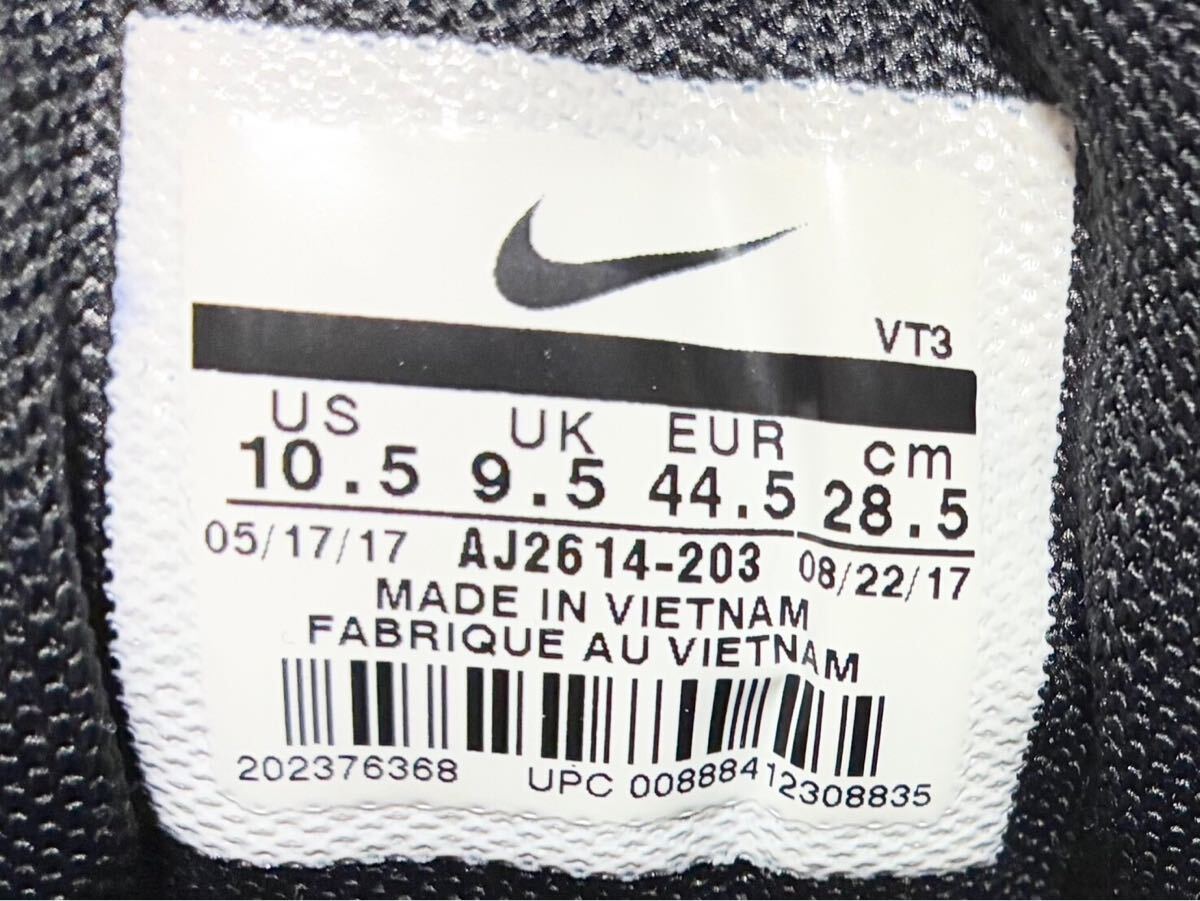 VT3
US UK EUR cm
10.5 9.5 44.5 28.5
05/17/17 AJ2614-203 08/22/17
MADE IN VIETNAM
FABRIQUE AU VIETNAM
202376368 UPC 00888412308835